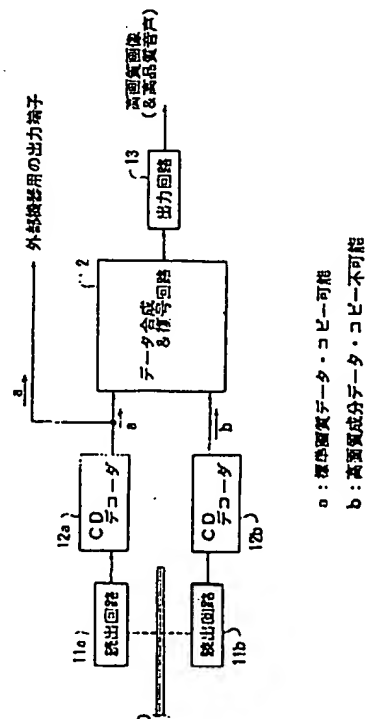 外部機器用の出力端子
a
高画質画像
(&高品質音声)
13
出力回路
データ合成
&復号回路
a
b
12a
CD
デコーダ
12b
CD
デコーダ
11a
読出回路
11b
読出回路
D
a:標準画質データ・コピー可能
b:高画質成分データ・コピー不可能